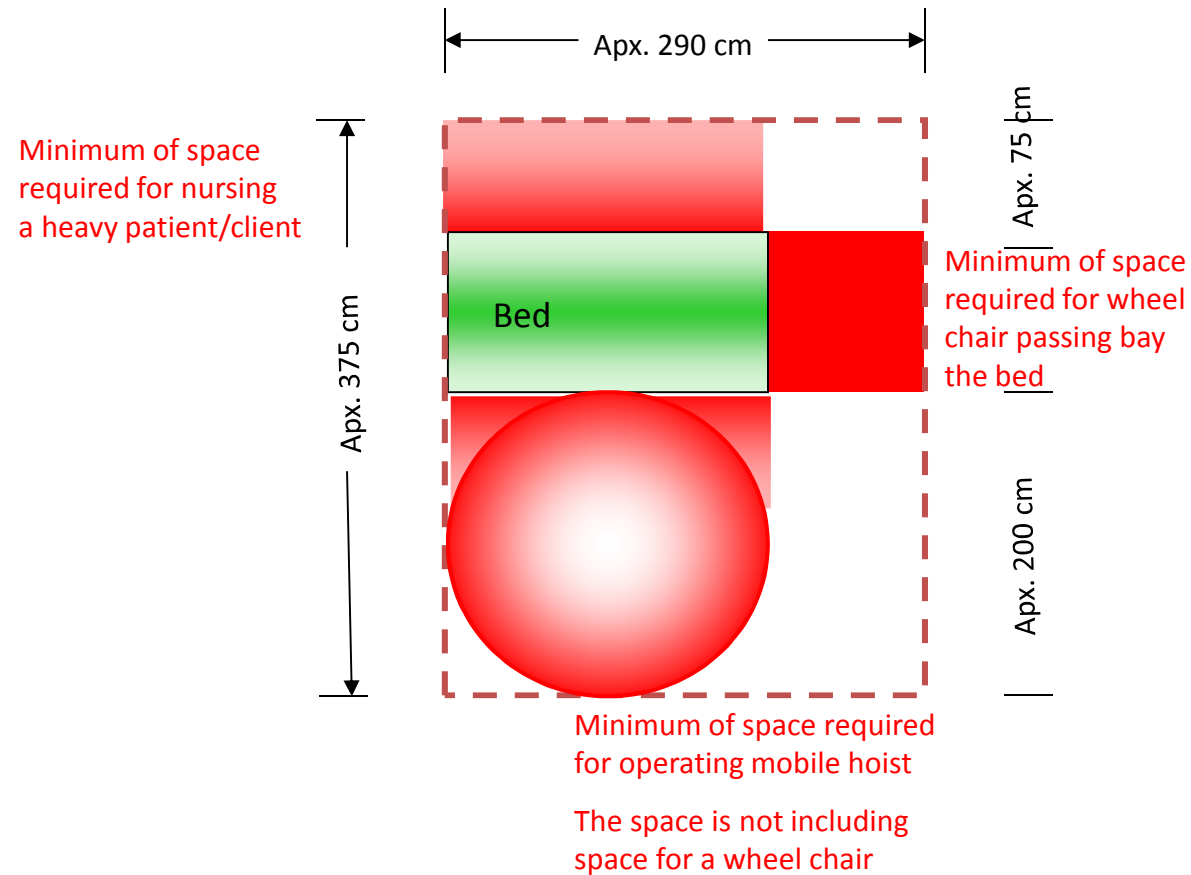 Apx. 290 cm
Minimum of space
required for nursing
a heavy patient/client
Apx. 75 cm
Bed
Minimum of space
required for wheel
chair passing bay
the bed
Apx. 375 cm
Apx. 200 cm
Minimum of space required
for operating mobile hoist
The space is not including
space for a wheel chair